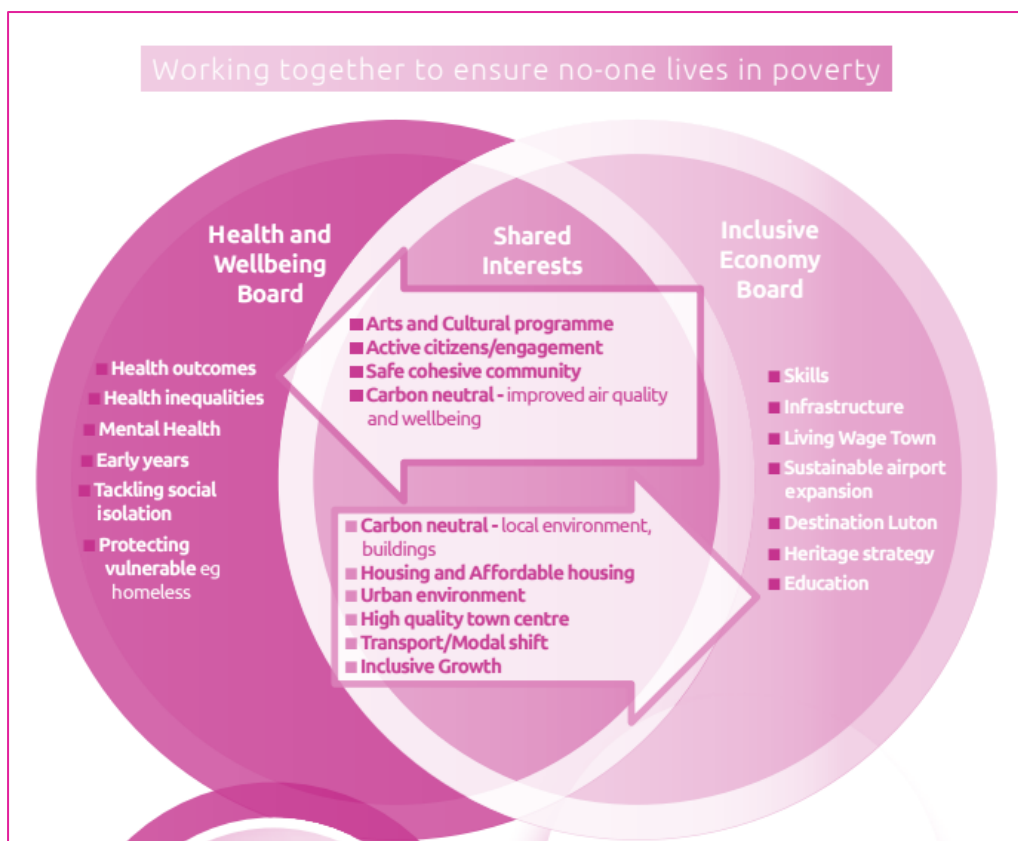 Working together to ensure no-one lives in poverty
Health and
Wellbeing
Board
■ Health outcomes
■ Health inequalities
■ Mental Health
■ Early years
■ Tackling social
isolation
■ Protecting
vulnerable eg
homeless
Shared
Interests
■ Arts and Cultural programme
■ Active citizens/engagement
■ Safe cohesive community
■ Carbon neutral - improved air quality
and wellbeing
■ Carbon neutral - local environment,
buildings
■ Housing and Affordable housing
■ Urban environment
■ High quality town centre
■ Transport/Modal shift
■ Inclusive Growth
Inclusive
Economy
Board
■ Skills
■ Infrastructure
■ Living Wage Town
■ Sustainable airport
expansion
■ Destination Luton
■ Heritage strategy
■ Education